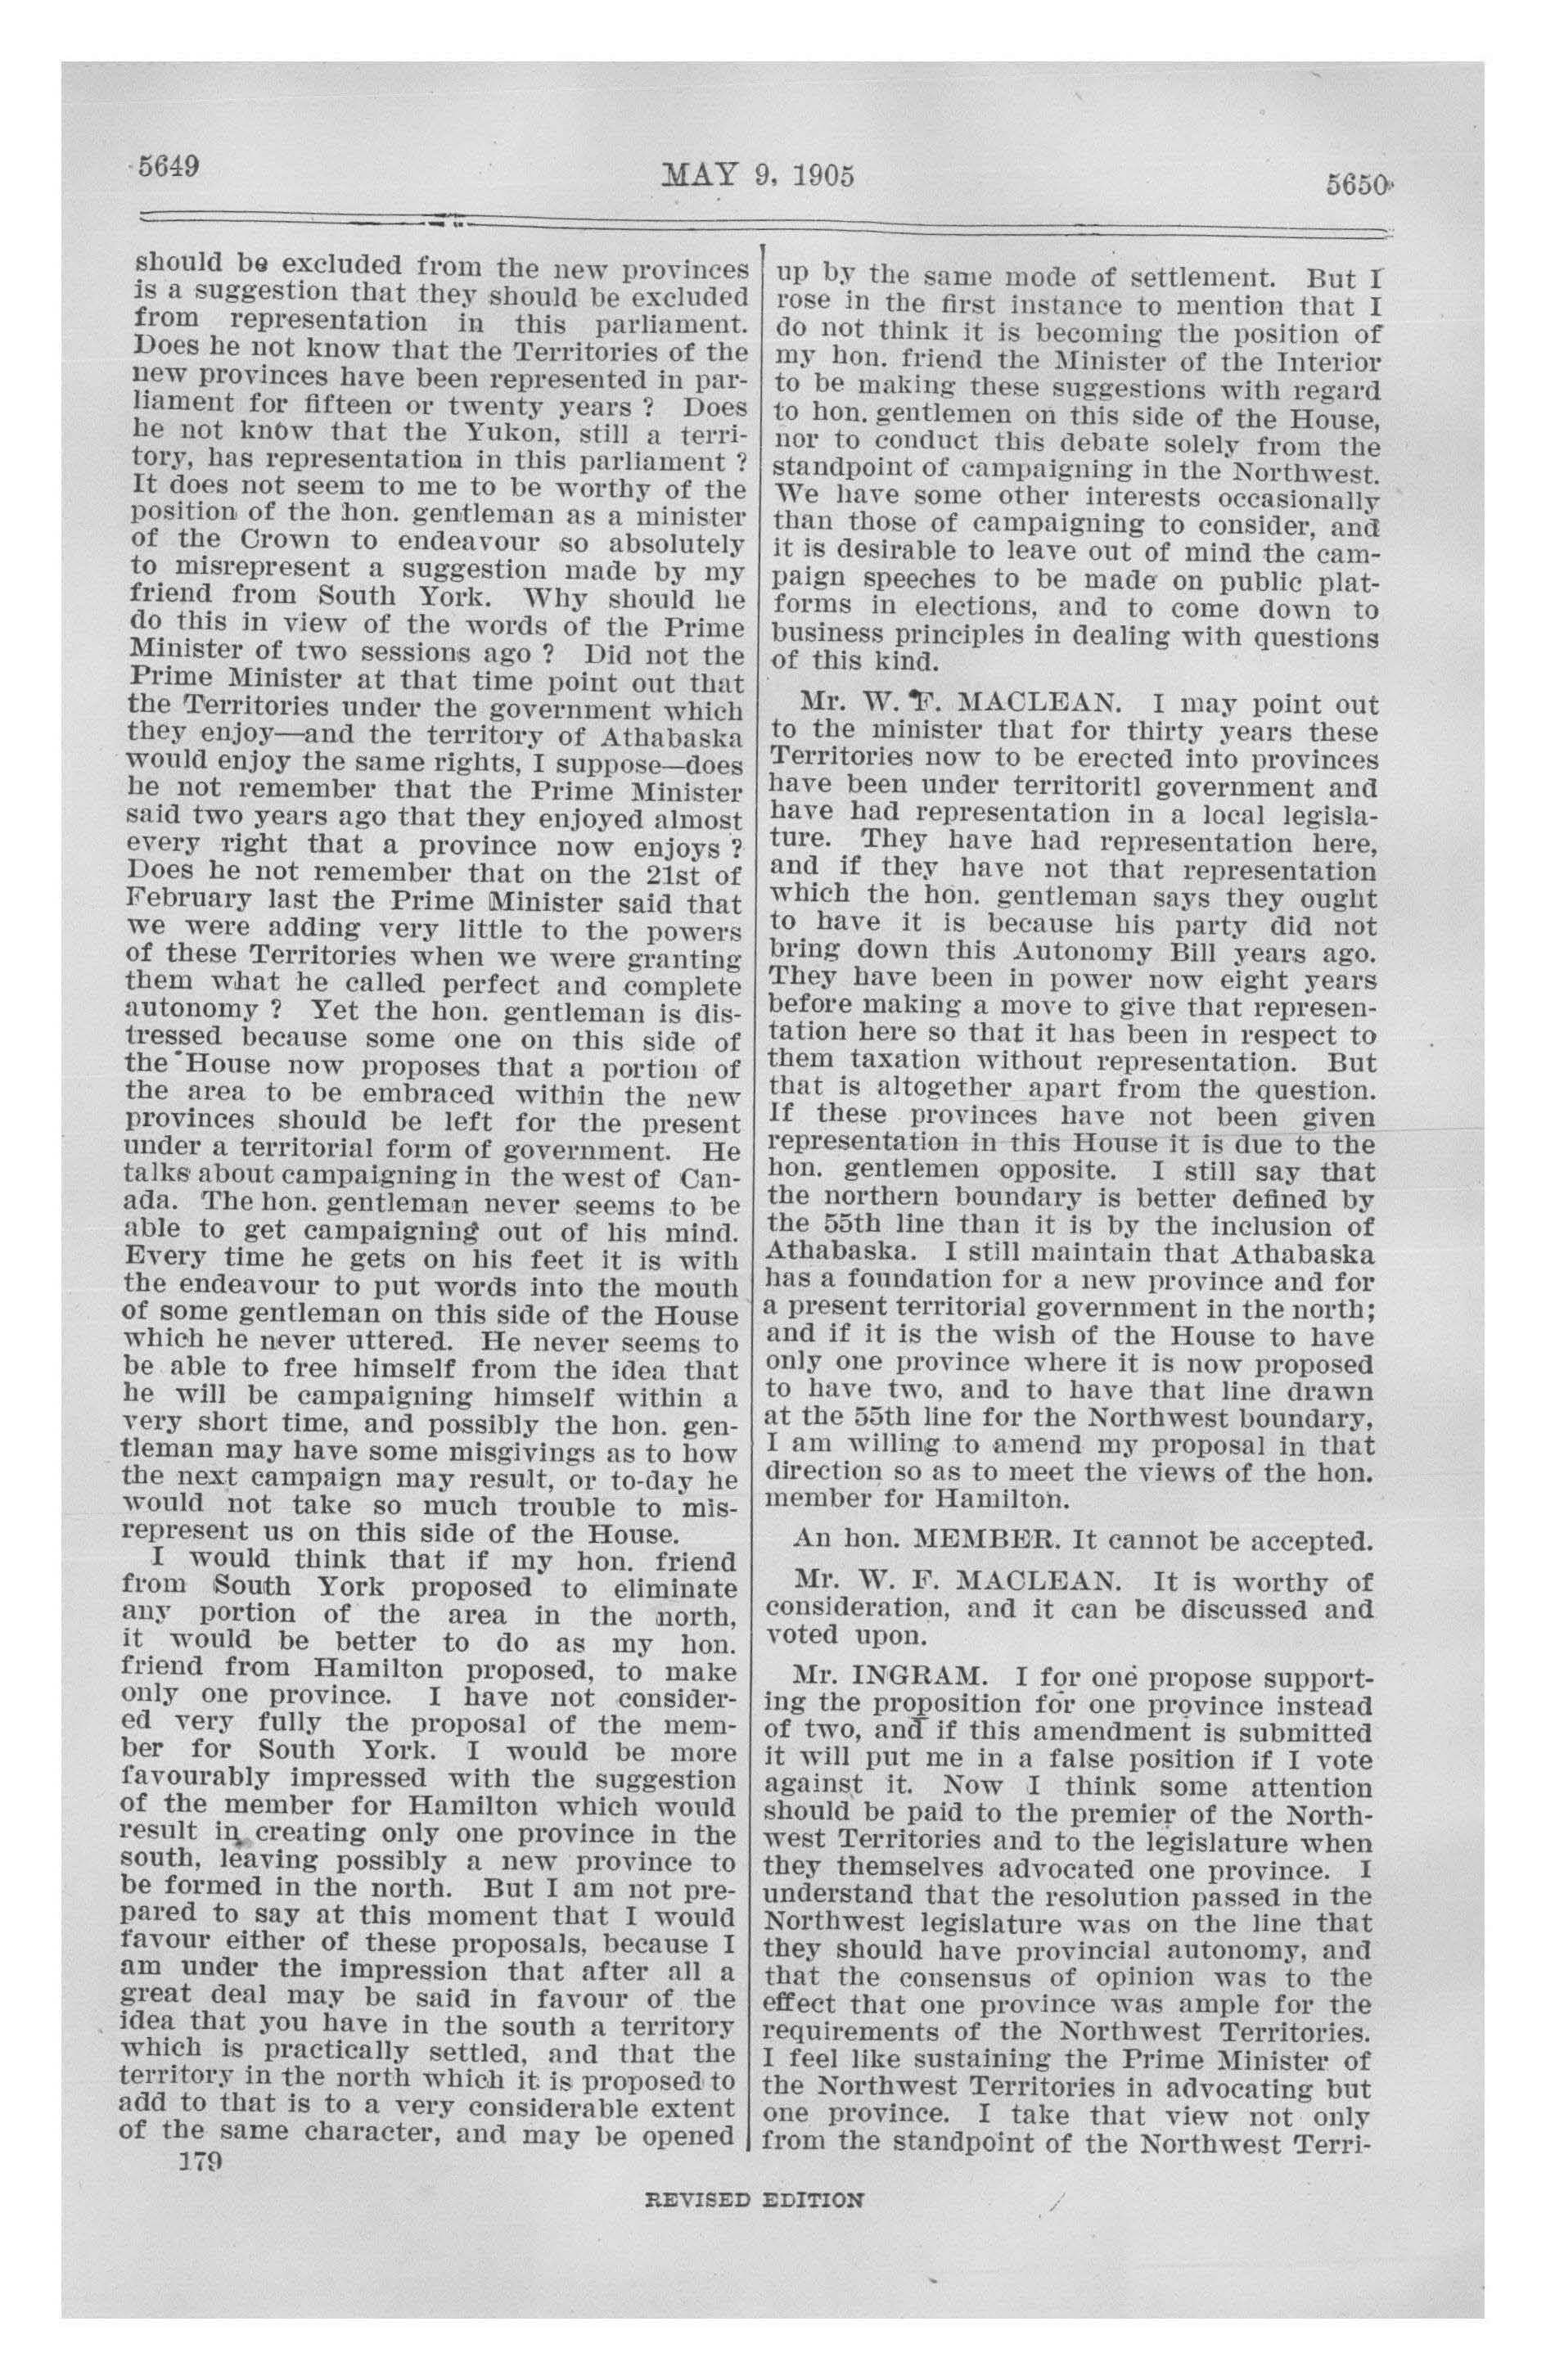 5649
MAY 9, 1905
5650
should be excluded from the new provinces
is a suggestion that they should be excluded
from representation in this parliament.
Does he not know that the Territories of the
new provinces have been represented in par-
liament for fifteen or twenty years ? Does
he not know that the Yukon, still a terri-
tory, has representation in this parliament ?
It does not seem to me to be worthy of the
position of the hon. gentleman as a minister
of the Crown to endeavour so absolutely
to misrepresent a suggestion made by my
friend from South York. Why should he
do this in view of the words of the Prime
Minister of two sessions ago ? Did not the
Prime Minister at that time point out that
the Territories under the government which
they enjoy—and the territory of Athabaska
would enjoy the same rights, I suppose—does
he not remember that the Prime Minister
said two years ago that they enjoyed almost
every right that a province now enjoys ?
Does he not remember that on the 21st of
February last the Prime Minister said that
we were adding very little to the powers
of these Territories when we were granting
them what he called perfect and complete
autonomy ? Yet the hon. gentleman is dis-
tressed because some one on this side of
the House now proposes that a portion of
the area to be embraced within the new
provinces should be left for the present
under a territorial form of government. He
talks about campaigning in the west of Can-
ada. The hon. gentleman never seems to be
able to get campaigning out of his mind.
Every time he gets on his feet it is with
the endeavour to put words into the mouth
of some gentleman on this side of the House
which he never uttered. He never seems to
be able to free himself from the idea that
he will be campaigning himself within a
very short time, and possibly the hon. gen-
tleman may have some misgivings as to how
the next campaign may result, or to-day he
would not take so much trouble to mis-
represent us on this side of the House.
I would think that if my hon. friend
from South York proposed to eliminate
any portion of the area in the north,
it would be better to do as my hon.
friend from Hamilton proposed, to make
only one province. I have not consider-
ed very fully the proposal of the mem-
ber for South York. I would be more
favourably impressed with the suggestion
of the member for Hamilton which would
result in creating only one province in the
south, leaving possibly a new province to
be formed in the north. But I am not pre-
pared to say at this moment that I would
favour either of these proposals, because I
am under the impression that after all a
great deal may be said in favour of the
idea that you have in the south a territory
which is practically settled, and that the
territory in the north which it is proposed to
add to that is to a very considerable extent
of the same character, and may be opened
179
up by the same mode of settlement. But I
rose in the first instance to mention that I
do not think it is becoming the position of
my hon. friend the Minister of the Interior
to be making these suggestions with regard
to hon. gentlemen on this side of the House,
nor to conduct this debate solely from the
standpoint of campaigning in the Northwest.
We have some other interests occasionally
than those of campaigning to consider, and
it is desirable to leave out of mind the cam-
paign speeches to be made on public plat-
forms in elections, and to come down to
business principles in dealing with questions
of this kind.
Mr. W. F. MACLEAN. I may point out
to the minister that for thirty years these
Territories now to be erected into provinces
have been under territoritl government and
have had representation in a local legisla-
ture. They have had representation here,
and if they have not that representation
which the hon. gentleman says they ought
to have it is because his party did not
bring down this Autonomy Bill years ago.
They have been in power now eight years
before making a move to give that represen-
tation here so that it has been in respect to
them taxation without representation. But
that is altogether apart from the question.
If these provinces have not been given
representation in this House it is due to the
hon. gentlemen opposite. I still say that
the northern boundary is better defined by
the 55th line than it is by the inclusion of
Athabaska. I still maintain that Athabaska
has a foundation for a new province and for
a present territorial government in the north;
and if it is the wish of the House to have
only one province where it is now proposed
to have two, and to have that line drawn
at the 55th line for the Northwest boundary,
I am willing to amend my proposal in that
direction so as to meet the views of the hon.
member for Hamilton.
An hon. MEMBER. It cannot be accepted.
Mr. W. F. MACLEAN. It is worthy of
consideration, and it can be discussed and
voted upon.
Mr. INGRAM. I for one propose support-
ing the proposition for one province instead
of two, and if this amendment is submitted
it will put me in a false position if I vote
against it. Now I think some attention
should be paid to the premier of the North-
west Territories and to the legislature when
they themselves advocated one province. I
understand that the resolution passed in the
Northwest legislature was on the line that
they should have provincial autonomy, and
that the consensus of opinion was to the
effect that one province was ample for the
requirements of the Northwest Territories.
I feel like sustaining the Prime Minister of
the Northwest Territories in advocating but
one province. I take that view not only
from the standpoint of the Northwest Terri-
REVISED EDITION